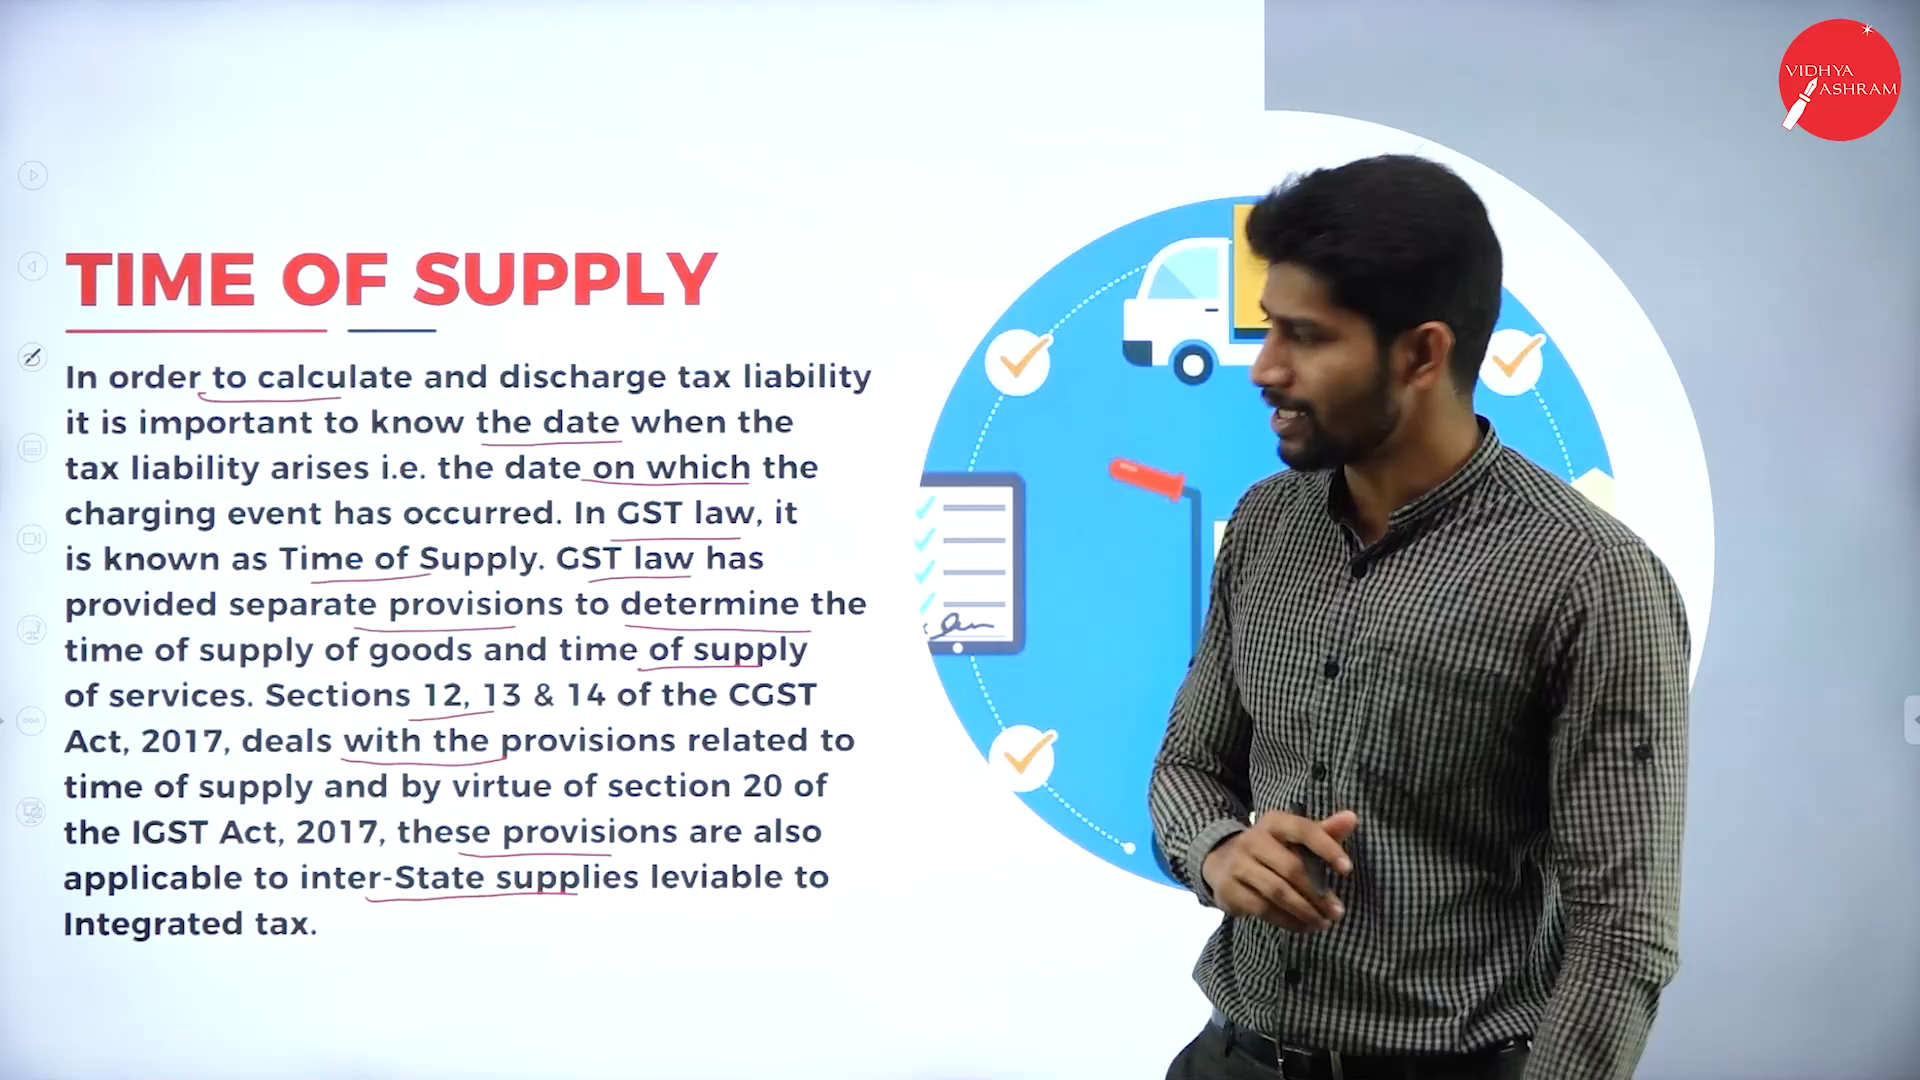 VIDHYA
ASHRAM
TIME OF SUPPLY
In order to calculate and discharge tax liability
it is important to know the date when the
tax liability arises i.e. the date on which the
charging event has occurred. In GST law, it
is known as Time of Supply. GST law has
provided separate provisions to determine the
time of supply of goods and time of supply
of services. Sections 12, 13 & 14 of the CGST
Act, 2017, deals with the provisions related to
time of supply and by virtue of section 20 of
the IGST Act, 2017, these provisions are also
applicable to inter-State supplies leviable to
Integrated tax.